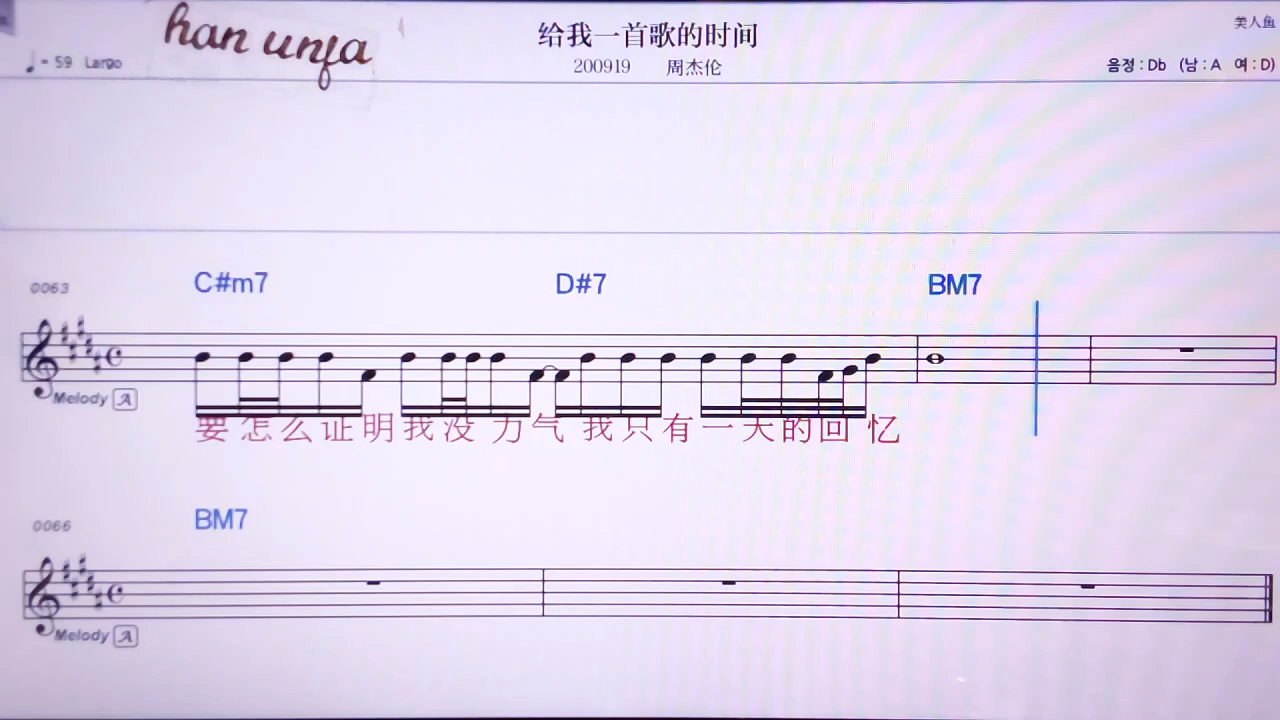 han unfa
给我一首歌的时间
美人鱼
♩ = 59 Largo
200919 周杰伦
음정 : Db (남 : A 여 : D)
0063
C#m7 D#7 BM7
Melody A
要怎么证明我没力气 我只有一天的回忆
0066
BM7
Melody A